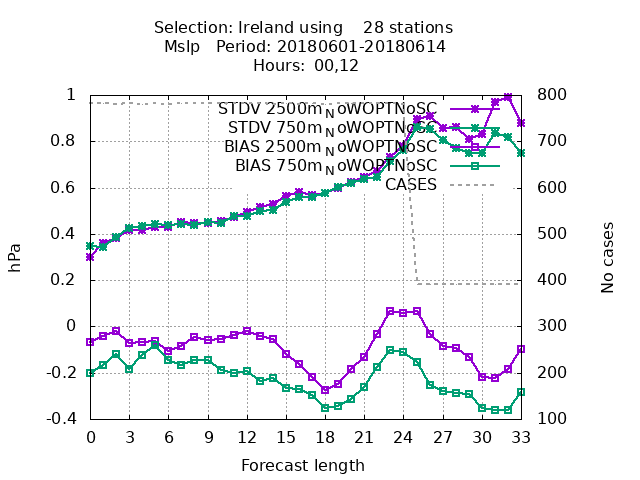 Selection: Ireland using    28 stations
Mslp   Period: 20180601-20180614
Hours:  00,12
1
0.8
0.6
0.4
0.2
0
-0.2
-0.4
hPa
STDV 2500m_NoWOPTNoSC
STDV 750m_NoWOPTNoSC
BIAS 2500m_NoWOPTNoSC
BIAS 750m_NoWOPTNoSC
CASES
800
700
600
500
400
300
200
100
No cases
0 3 6 9 12 15 18 21 24 27 30 33
Forecast length